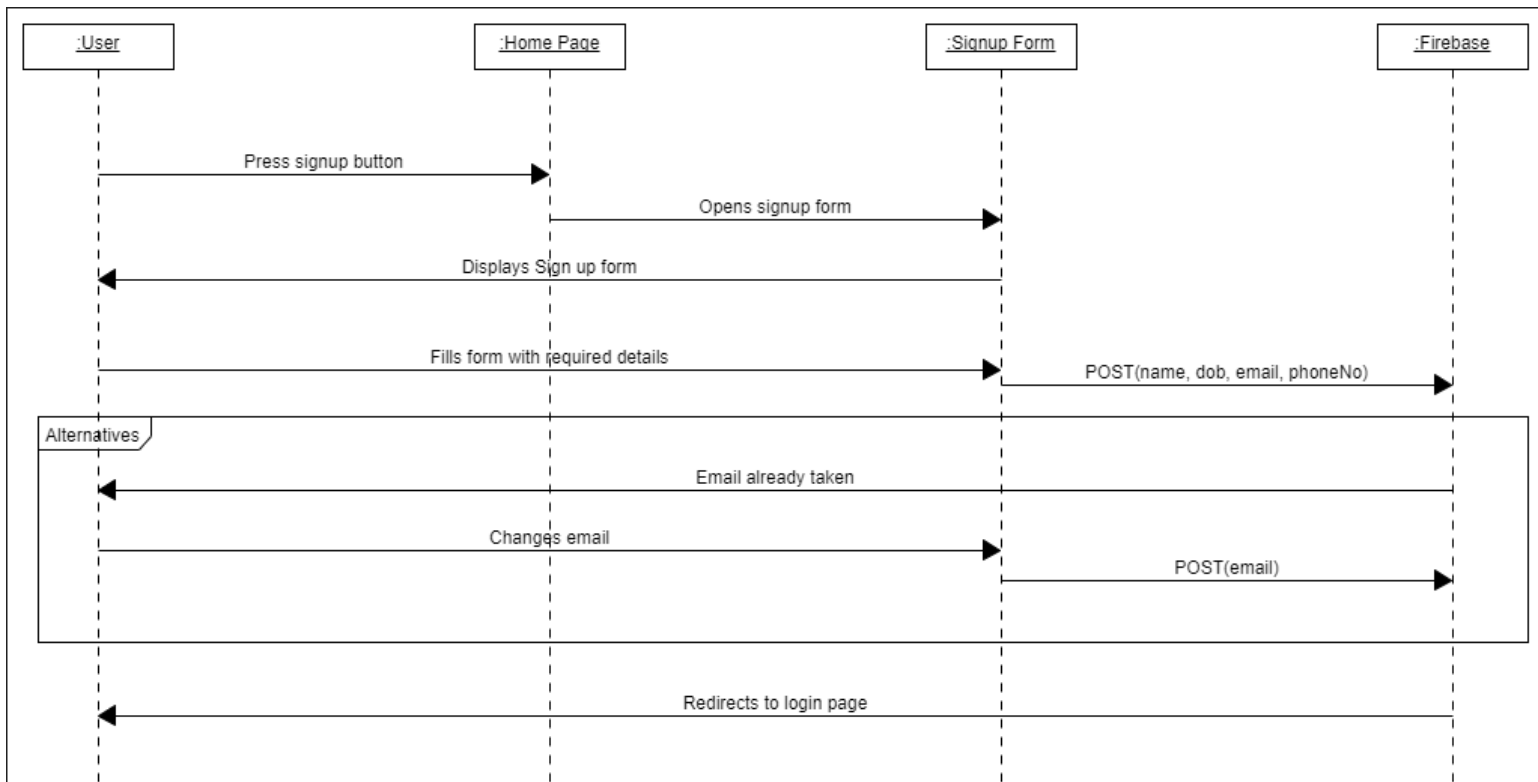 :User
:Home Page
:Signup Form
:Firebase
Press signup button
Opens signup form
Displays Sign up form
Fills form with required details
POST(name, dob, email, phoneNo)
Alternatives
Email already taken
Changes email
POST(email)
Redirects to login page